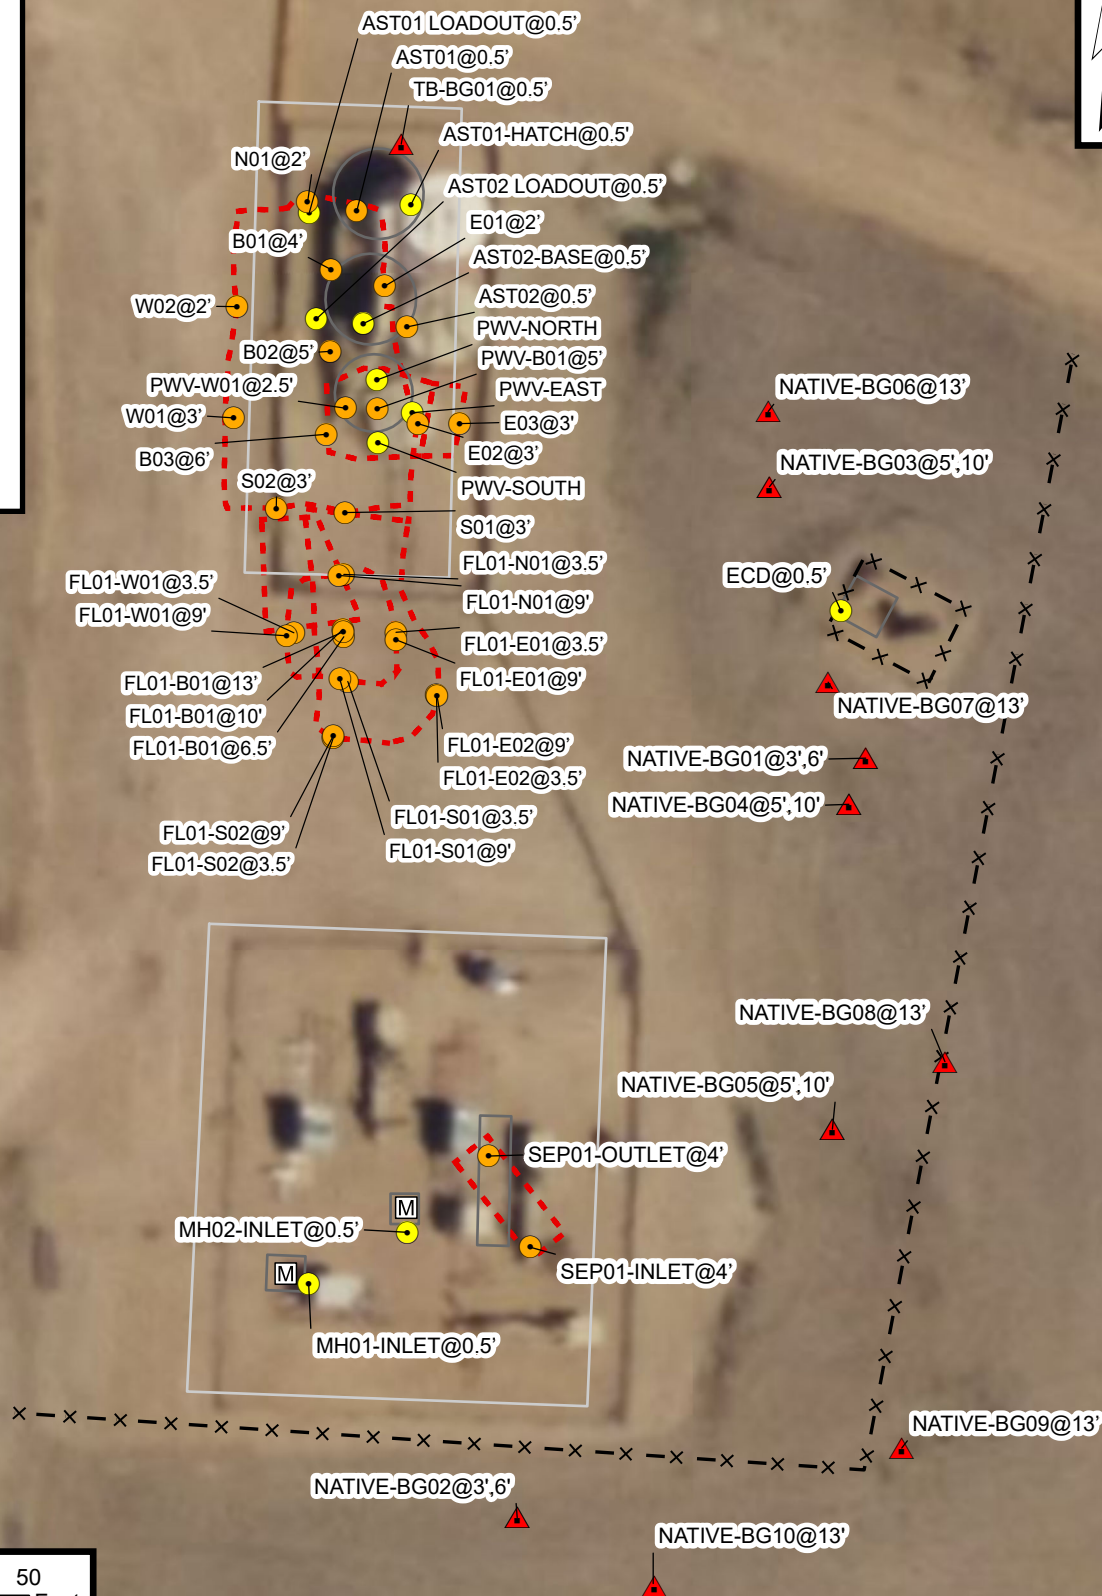 AST01 LOADOUT@0.5’
AST01@0.5’
TB-BG01@0.5’
AST01-HATCH@0.5'
N01@2’
AST02 LOADOUT@0.5’
E01@2’
B01@4’
AST02-BASE@0.5’
AST02@0.5’
W02@2’
PWV-NORTH
B02@5’
PWV-B01@5’
PWV-W01@2.5’
PWV-EAST
W01@3’
E03@3’
E02@3’
B03@6’
S02@3’
PWV-SOUTH
S01@3’
FL01-N01@3.5’
FL01-N01@9'
FL01-W01@3.5’
FL01-W01@9’
FL01-E01@3.5’
FL01-E01@9’
FL01-B01@13’
FL01-B01@10'
FL01-B01@6.5’
FL01-E02@9’
FL01-E02@3.5’
FL01-S01@3.5’
FL01-S02@9’
FL01-S01@9'
FL01-S02@3.5’
NATIVE-BG06@13’
NATIVE-BG03@5',10'
ECD@0.5’
NATIVE-BG07@13'
NATIVE-BG01@3',6'
NATIVE-BG04@5',10'
NATIVE-BG08@13’
NATIVE-BG05@5',10'
SEP01-OUTLET@4’
M
MH02-INLET@0.5’
M
SEP01-INLET@4’
MH01-INLET@0.5’
NATIVE-BG09@13'
NATIVE-BG02@3',6'
NATIVE-BG10@13'
50